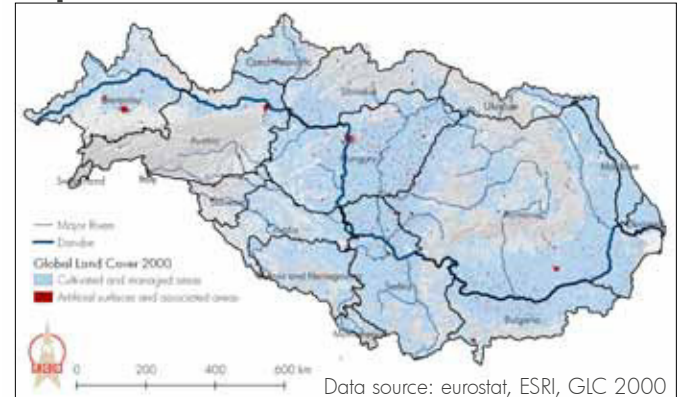 Czech Republic
Slovakia
Ukraine
Germany
Austria
Hungary
Moldova
Switzerland
Italy
Romania
Slovenia
Croatia
Bosnia and Herzegovina
Serbia
Bulgaria
Major Rivers
Danube
Global Land Cover 2000
Cultivated and managed areas
Artificial surfaces and associated areas
0 200 400 600 km
Data source: eurostat, ESRI, GLC 2000